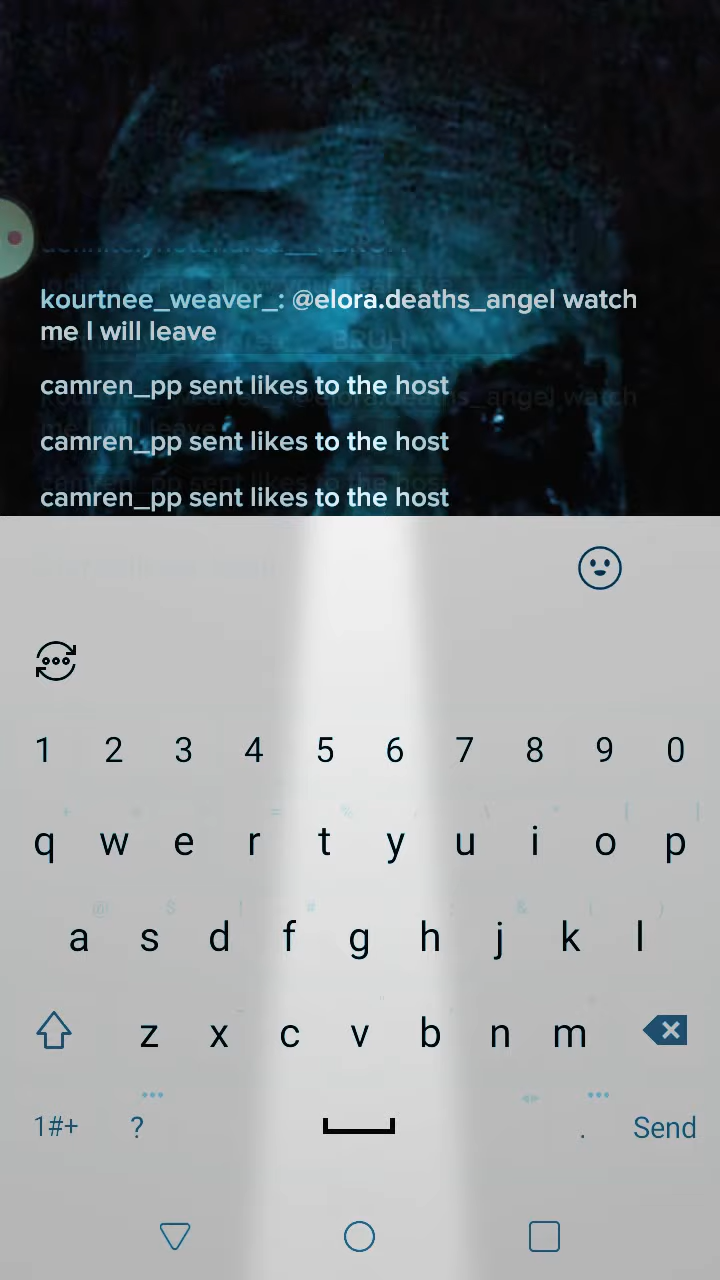 kourtnee_weaver_: @elora.deaths_angel watch
me I will leave
camren_pp sent likes to the host
camren_pp sent likes to the host
camren_pp sent likes to the host
1 2 3 4 5 6 7 8 9 0
q w e r t y u i o p
a s d f g h j k l
z x c v b n m
1#+ ? . Send